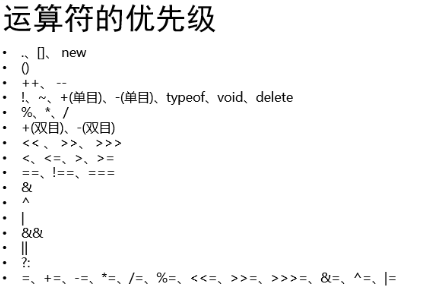 运算符的优先级
• .、[]、 new
• ()
• ++、 --
• !、~、+(单目)、-(单目)、typeof、void、delete
• %、*、/
• +(双目)、-(双目)
• << 、 >>、 >>>
• <、<=、>、>=
• ==、!==、===
• &
• ^
• |
• &&
• ||
• ?:
• =、+=、-=、*=、/=、%=、<<=、>>=、>>>=、&=、^=、|=